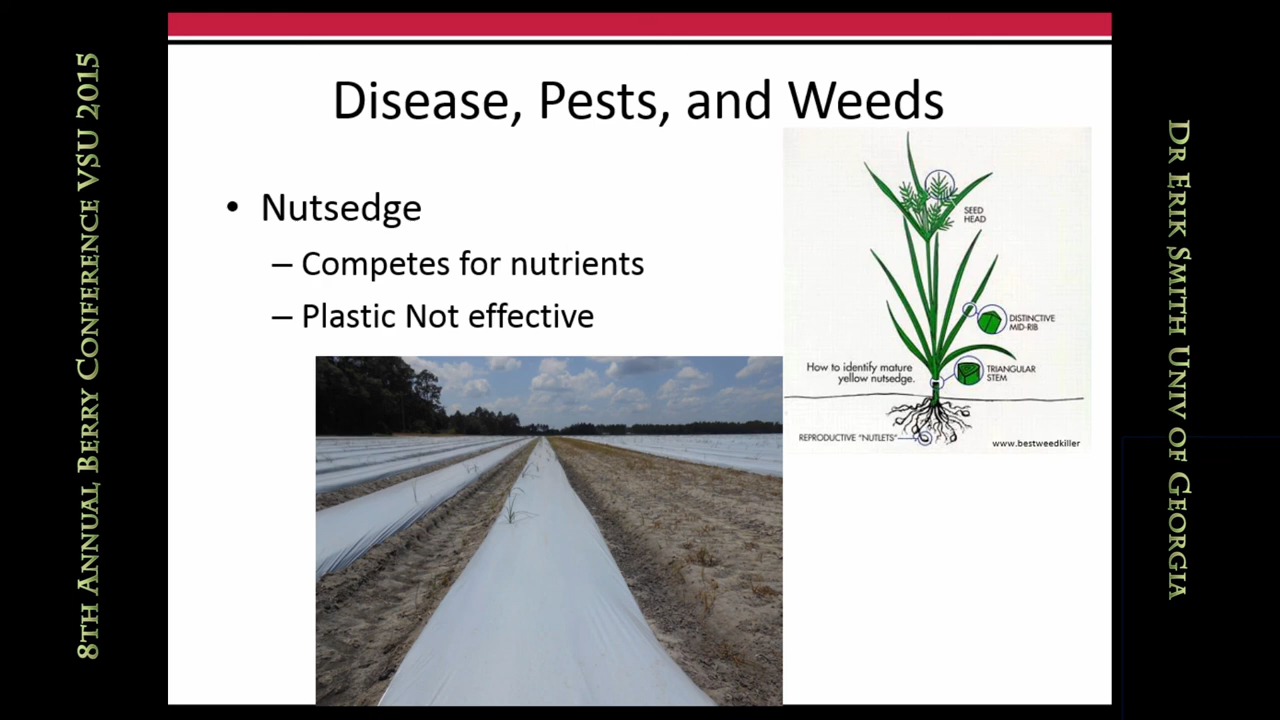 8TH ANNUAL BERRY CONFERENCE VSU 2015
Disease, Pests, and Weeds
• Nutsedge
– Competes for nutrients
– Plastic Not effective
SEED
HEAD
DISTINCTIVE
MID-RIB
How to identify mature
yellow nutsedge.
TRIANGULAR
STEM
REPRODUCTIVE "NUTLETS"
www.bestweedkiller
DR ERIK SMITH UNIV OF GEORGIA